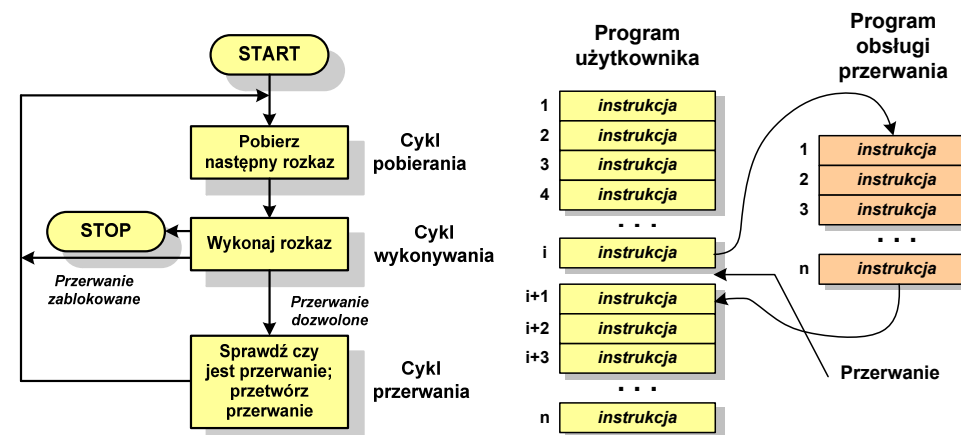 START
Pobierz
następny rozkaz
Cykl
pobierania
STOP
Wykonaj rozkaz
Cykl
wykonywania
Przerwanie
zablokowane
Przerwanie
dozwolone
Sprawdź czy
jest przerwanie;
przetwórz
przerwanie
Cykl
przerwania
Program
użytkownika
1 instrukcja
2 instrukcja
3 instrukcja
4 instrukcja
. . .
i instrukcja
i+1 instrukcja
i+2 instrukcja
i+3 instrukcja
. . .
n instrukcja
Program
obsługi
przerwania
1 instrukcja
2 instrukcja
3 instrukcja
. . .
n instrukcja
Przerwanie